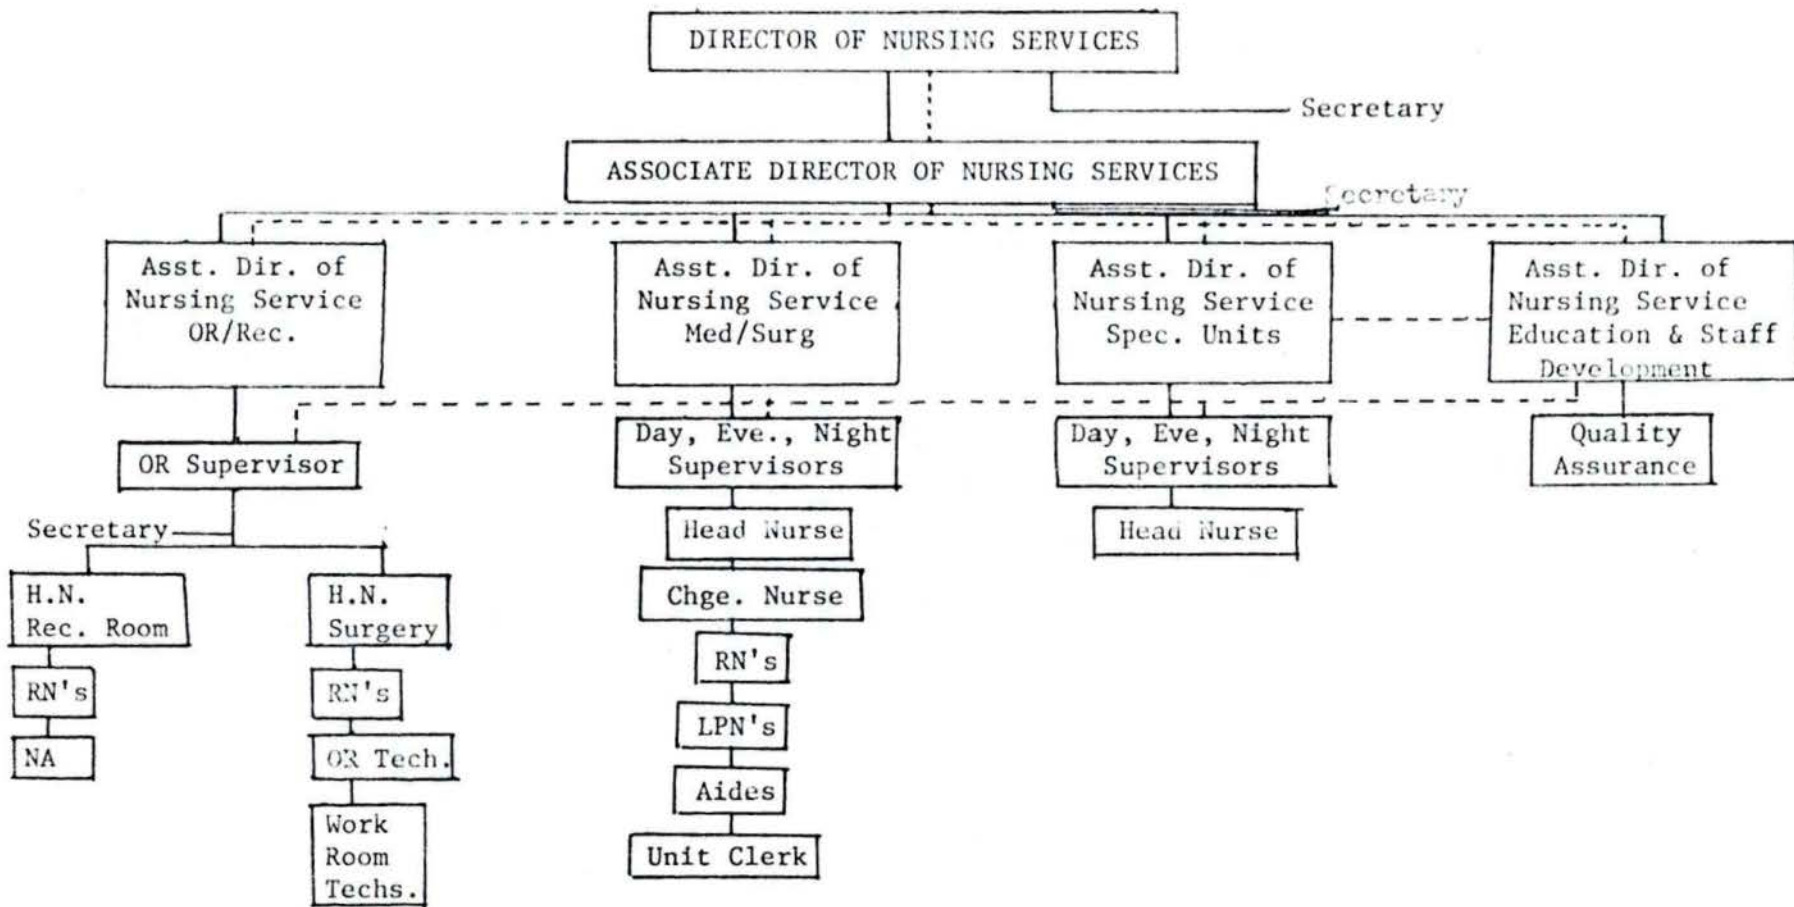 DIRECTOR OF NURSING SERVICES
Secretary
ASSOCIATE DIRECTOR OF NURSING SERVICES
Secretary
Asst. Dir. of
Nursing Service
OR/Rec.
Asst. Dir. of
Nursing Service
Med/Surg
Asst. Dir. of
Nursing Service
Spec. Units
Asst. Dir. of
Nursing Service
Education & Staff
Development
OR Supervisor
Day, Eve., Night
Supervisors
Day, Eve, Night
Supervisors
Quality
Assurance
Secretary
Head Nurse
Head Nurse
H.N.
Rec. Room
H.N.
Surgery
Chge. Nurse
RN's
RN's
RN's
NA
OR Tech.
LPN's
Work
Room
Techs.
Aides
Unit Clerk